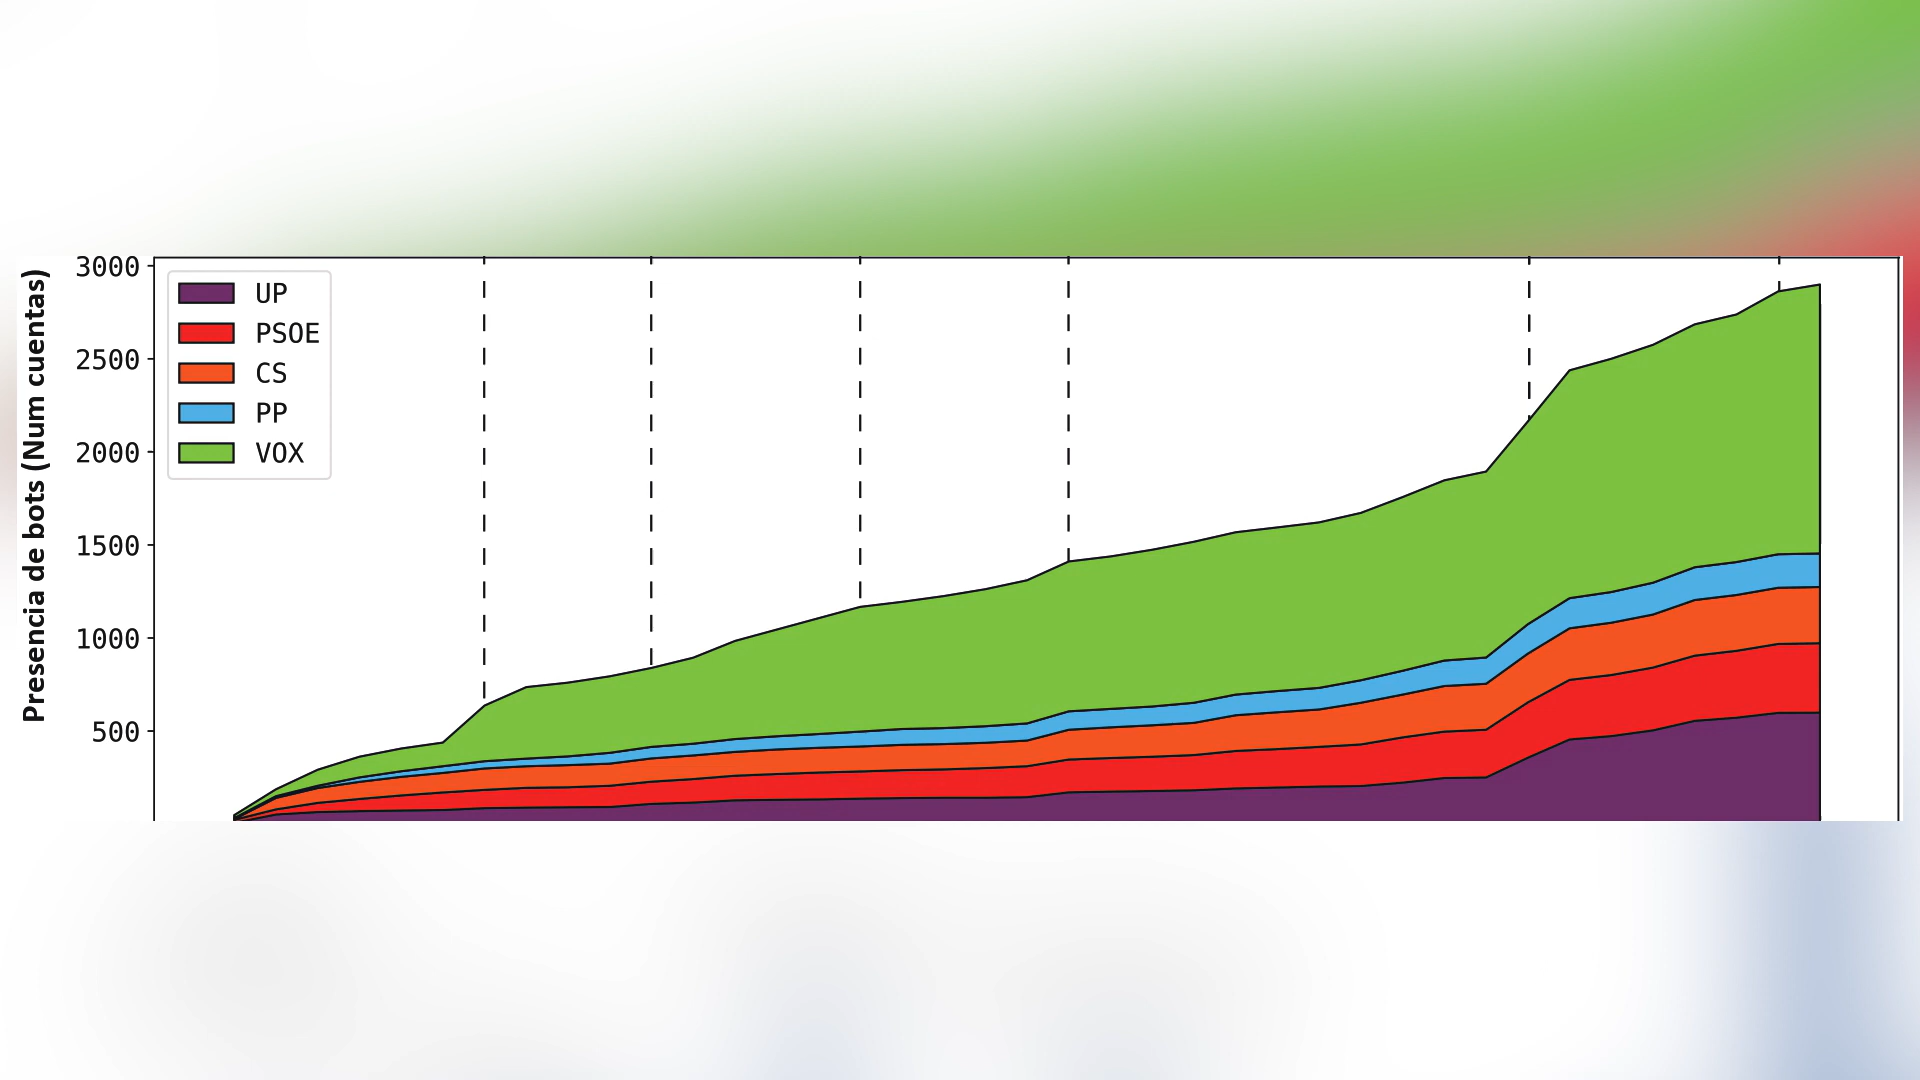 Presencia de bots (Num cuentas)
3000
2500
2000
1500
1000
500
UP
PSOE
CS
PP
VOX